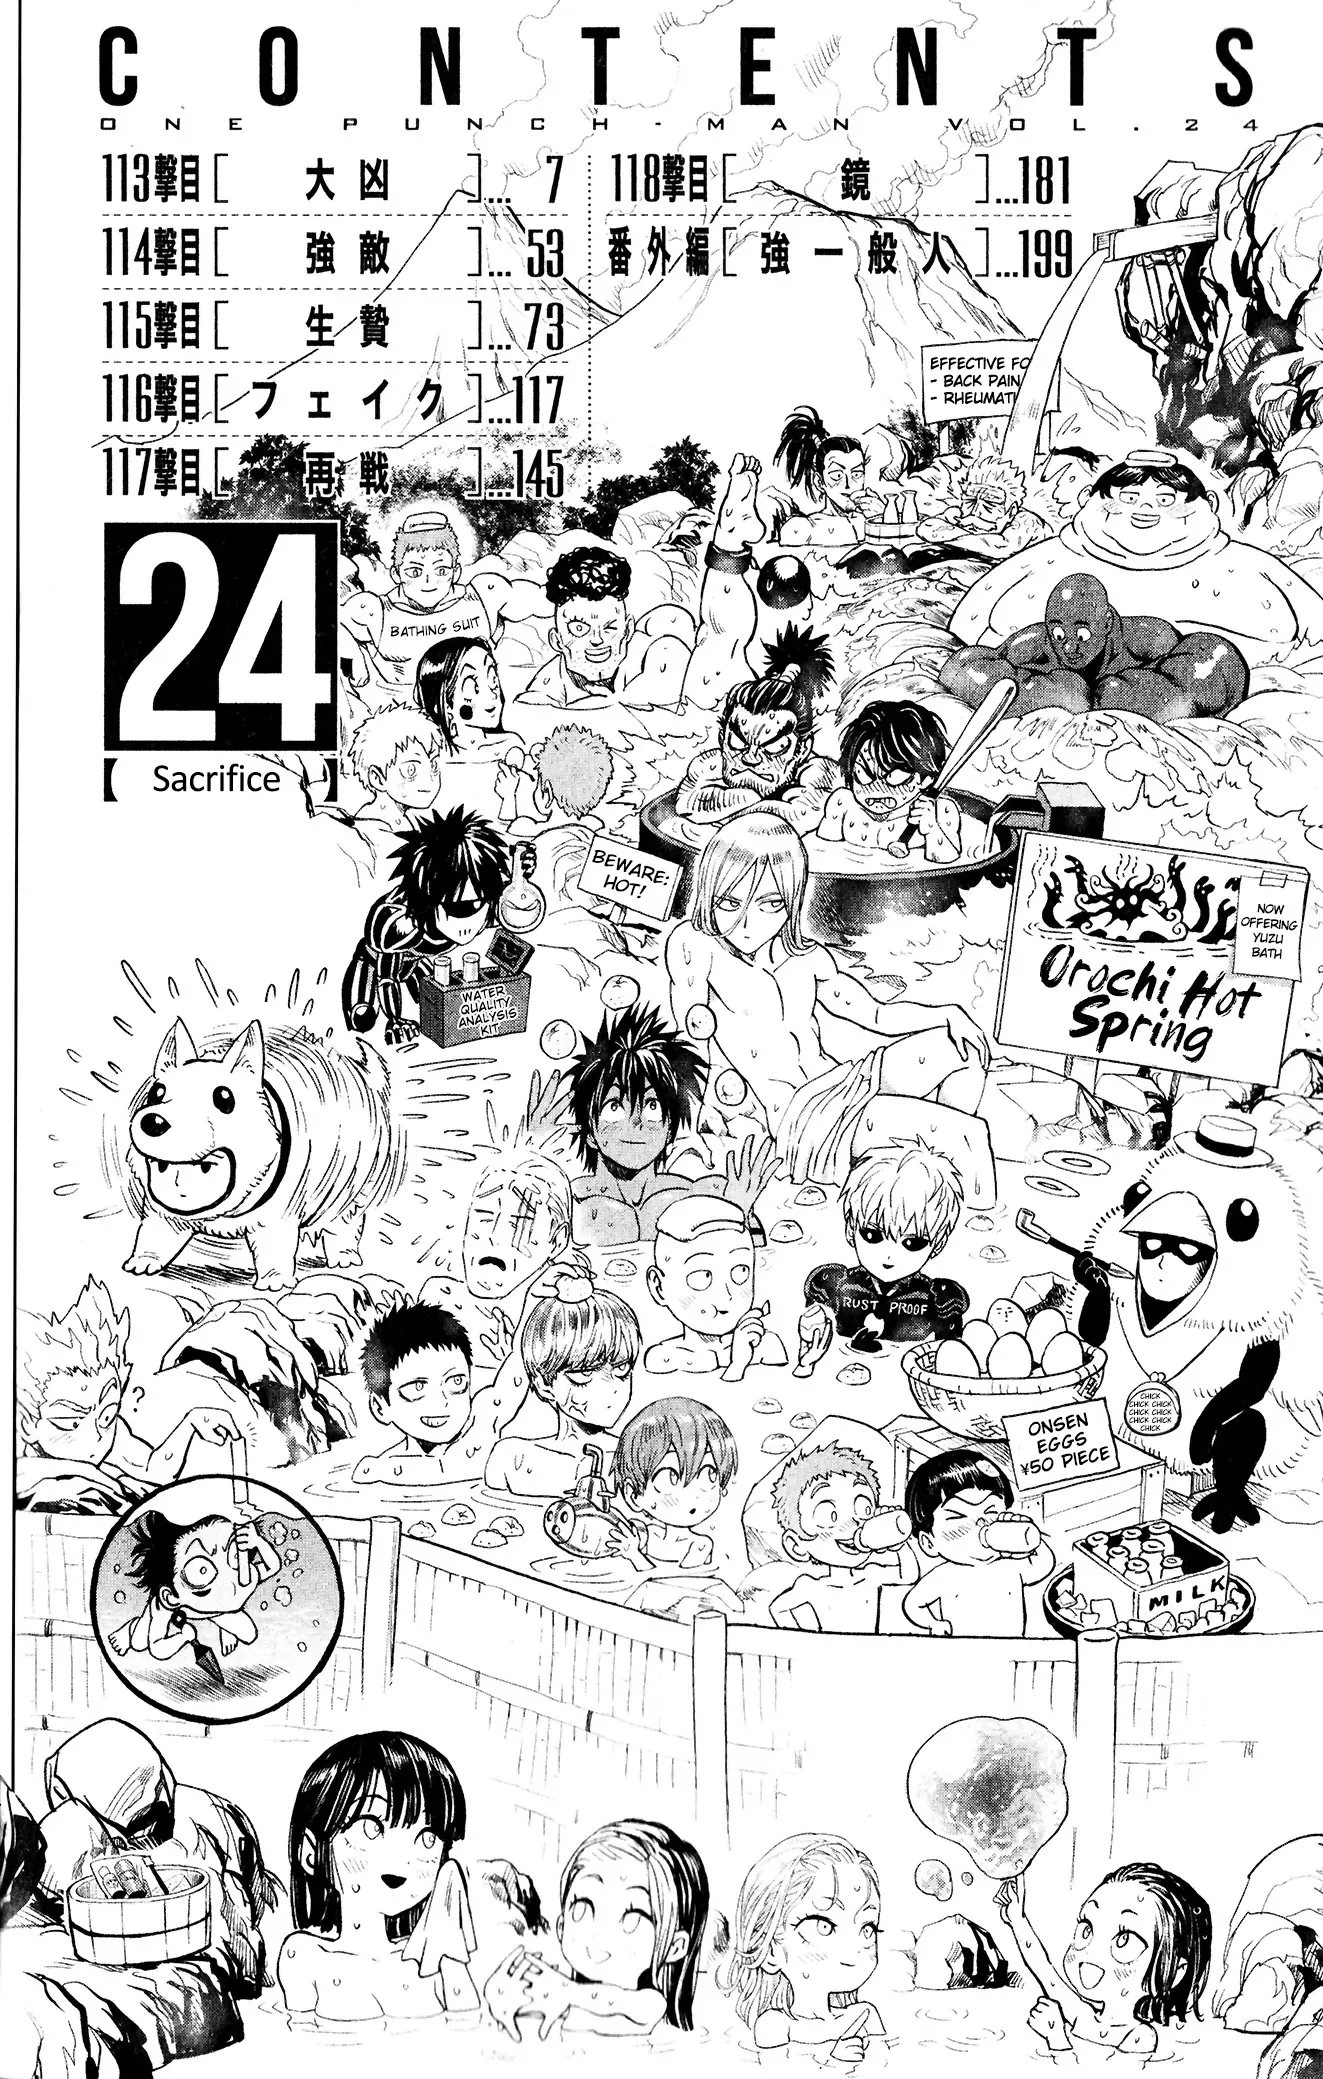 CONTENTS
ONE PUNCH-MAN VOL.24
113撃目[大凶]...7
114撃目[強敵]...53
115撃目[生贄]...73
116撃目[フェイク]...117
117撃目[再戦]...145
118撃目[鏡]...181
番外編[強一般人]...199
24
【Sacrifice】
EFFECTIVE FO
- BACK PAIN
- RHEUMATI
BATHING SUIT
BEWARE:
HOT!
WATER
QUALITY
ANALYSIS
KIT
NOW
OFFERING
YUZU
BATH
Orochi Hot
Spring
RUST PROOF
?
CHICK
CHICK CHICK
CHICK CHICK
CHICK CHICK
CHICK
ONSEN
EGGS
¥50 PIECE
MILK